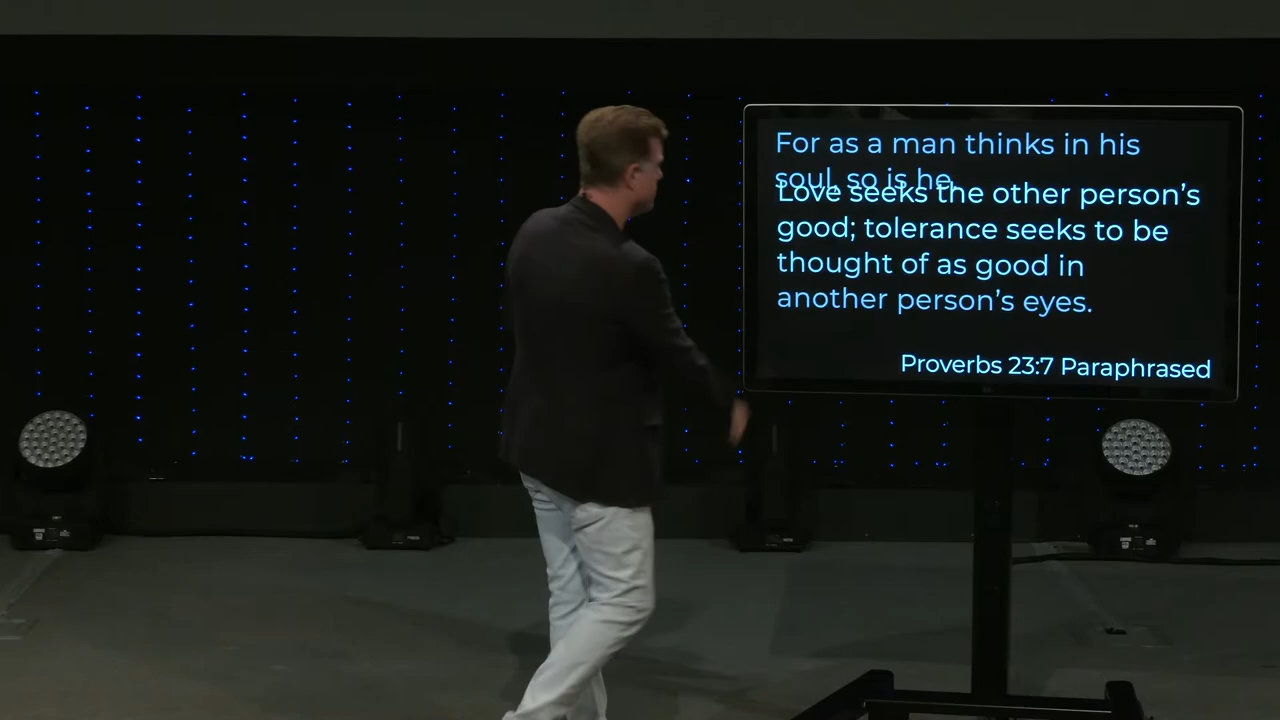 For as a man thinks in his
soul so is he
Love seeks the other person's
good; tolerance seeks to be
thought of as good in
another person's eyes.
Proverbs 23:7 Paraphrased